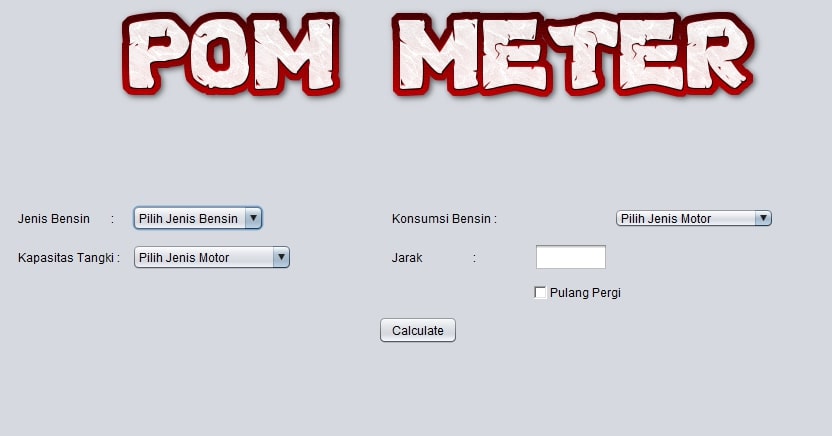 POM METER
Jenis Bensin : Pilih Jenis Bensin Konsumsi Bensin : Pilih Jenis Motor
Kapasitas Tangki : Pilih Jenis Motor Jarak :
Pulang Pergi
Calculate